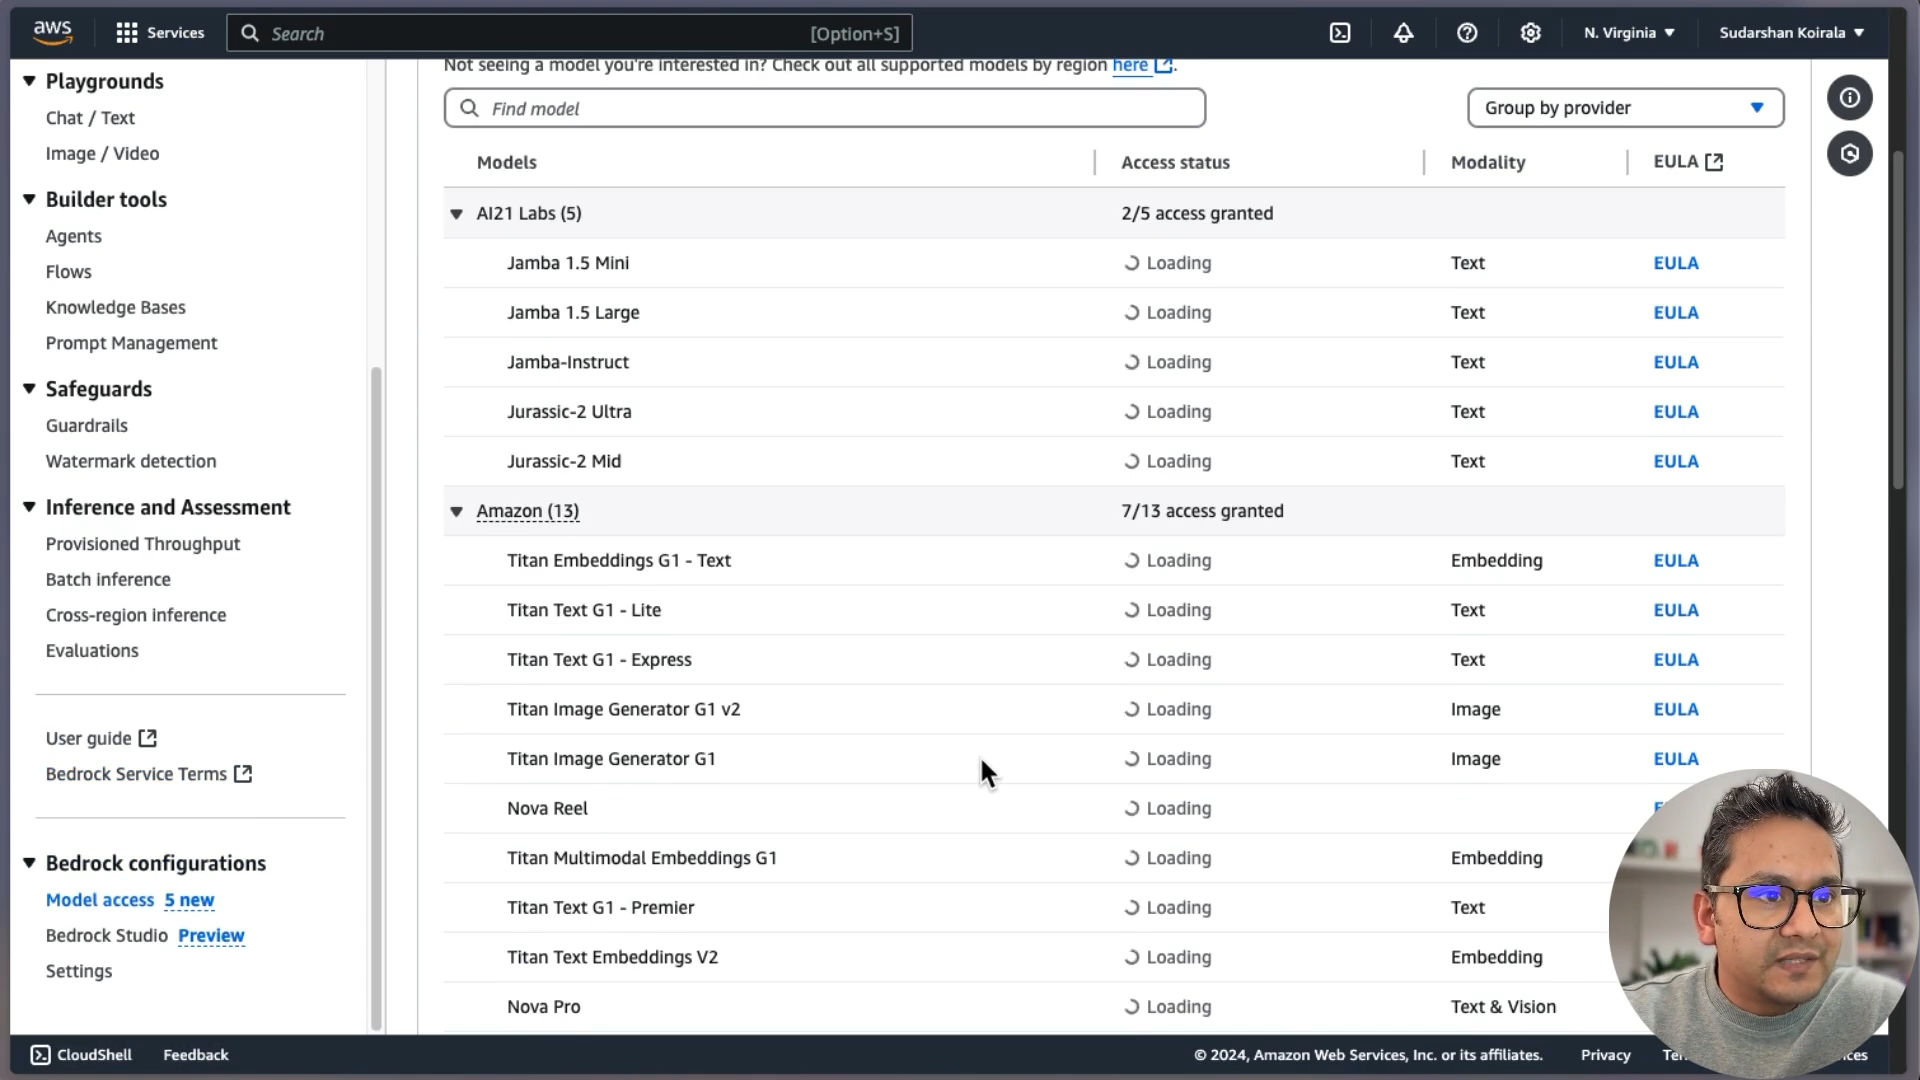 aws
Services
Search
[Option+S]
N. Virginia
Sudarshan Koirala
Playgrounds
Chat / Text
Image / Video
Builder tools
Agents
Flows
Knowledge Bases
Prompt Management
Safeguards
Guardrails
Watermark detection
Inference and Assessment
Provisioned Throughput
Batch inference
Cross-region inference
Evaluations
User guide
Bedrock Service Terms
Bedrock configurations
Model access 5 new
Bedrock Studio Preview
Settings
Not seeing a model you're interested in? Check out all supported models by region here.
Find model
Group by provider
Models Access status Modality EULA
AI21 Labs (5) 2/5 access granted
Jamba 1.5 Mini Loading Text EULA
Jamba 1.5 Large Loading Text EULA
Jamba-Instruct Loading Text EULA
Jurassic-2 Ultra Loading Text EULA
Jurassic-2 Mid Loading Text EULA
Amazon (13) 7/13 access granted
Titan Embeddings G1 - Text Loading Embedding EULA
Titan Text G1 - Lite Loading Text EULA
Titan Text G1 - Express Loading Text EULA
Titan Image Generator G1 v2 Loading Image EULA
Titan Image Generator G1 Loading Image EULA
Nova Reel Loading
Titan Multimodal Embeddings G1 Loading Embedding
Titan Text G1 - Premier Loading Text
Titan Text Embeddings V2 Loading Embedding
Nova Pro Loading Text & Vision
CloudShell Feedback © 2024, Amazon Web Services, Inc. or its affiliates. Privacy